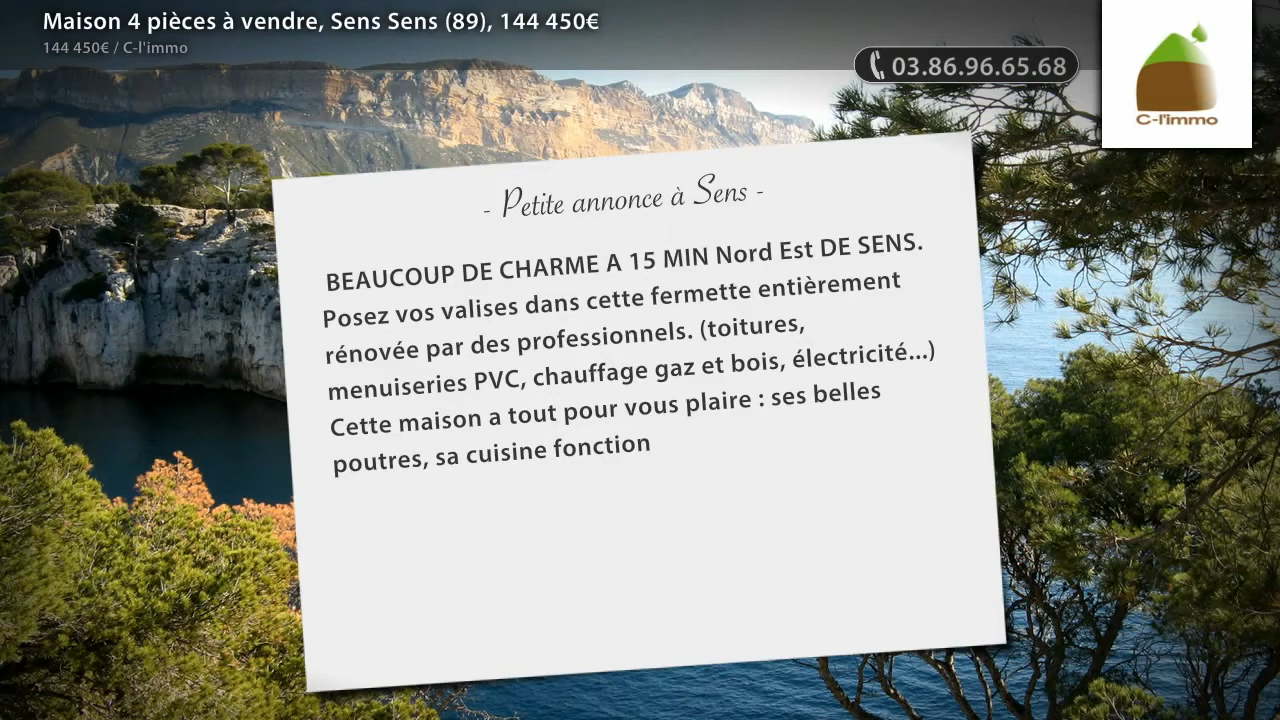 Maison 4 pièces à vendre, Sens Sens (89), 144 450€
144 450€ / C-l'immo
03.86.96.65.68
C-l'immo
- Petite annonce à Sens -
BEAUCOUP DE CHARME A 15 MIN Nord Est DE SENS.
Posez vos valises dans cette fermette entièrement
rénovée par des professionnels. (toitures,
menuiseries PVC, chauffage gaz et bois, électricité...)
Cette maison a tout pour vous plaire : ses belles
poutres, sa cuisine fonction